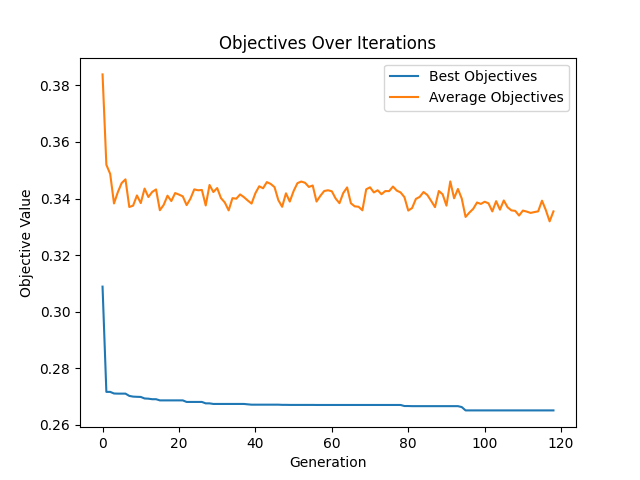 Objectives Over Iterations
Best Objectives
Average Objectives
Objective Value
0.38
0.36
0.34
0.32
0.30
0.28
0.26
0 20 40 60 80 100 120
Generation